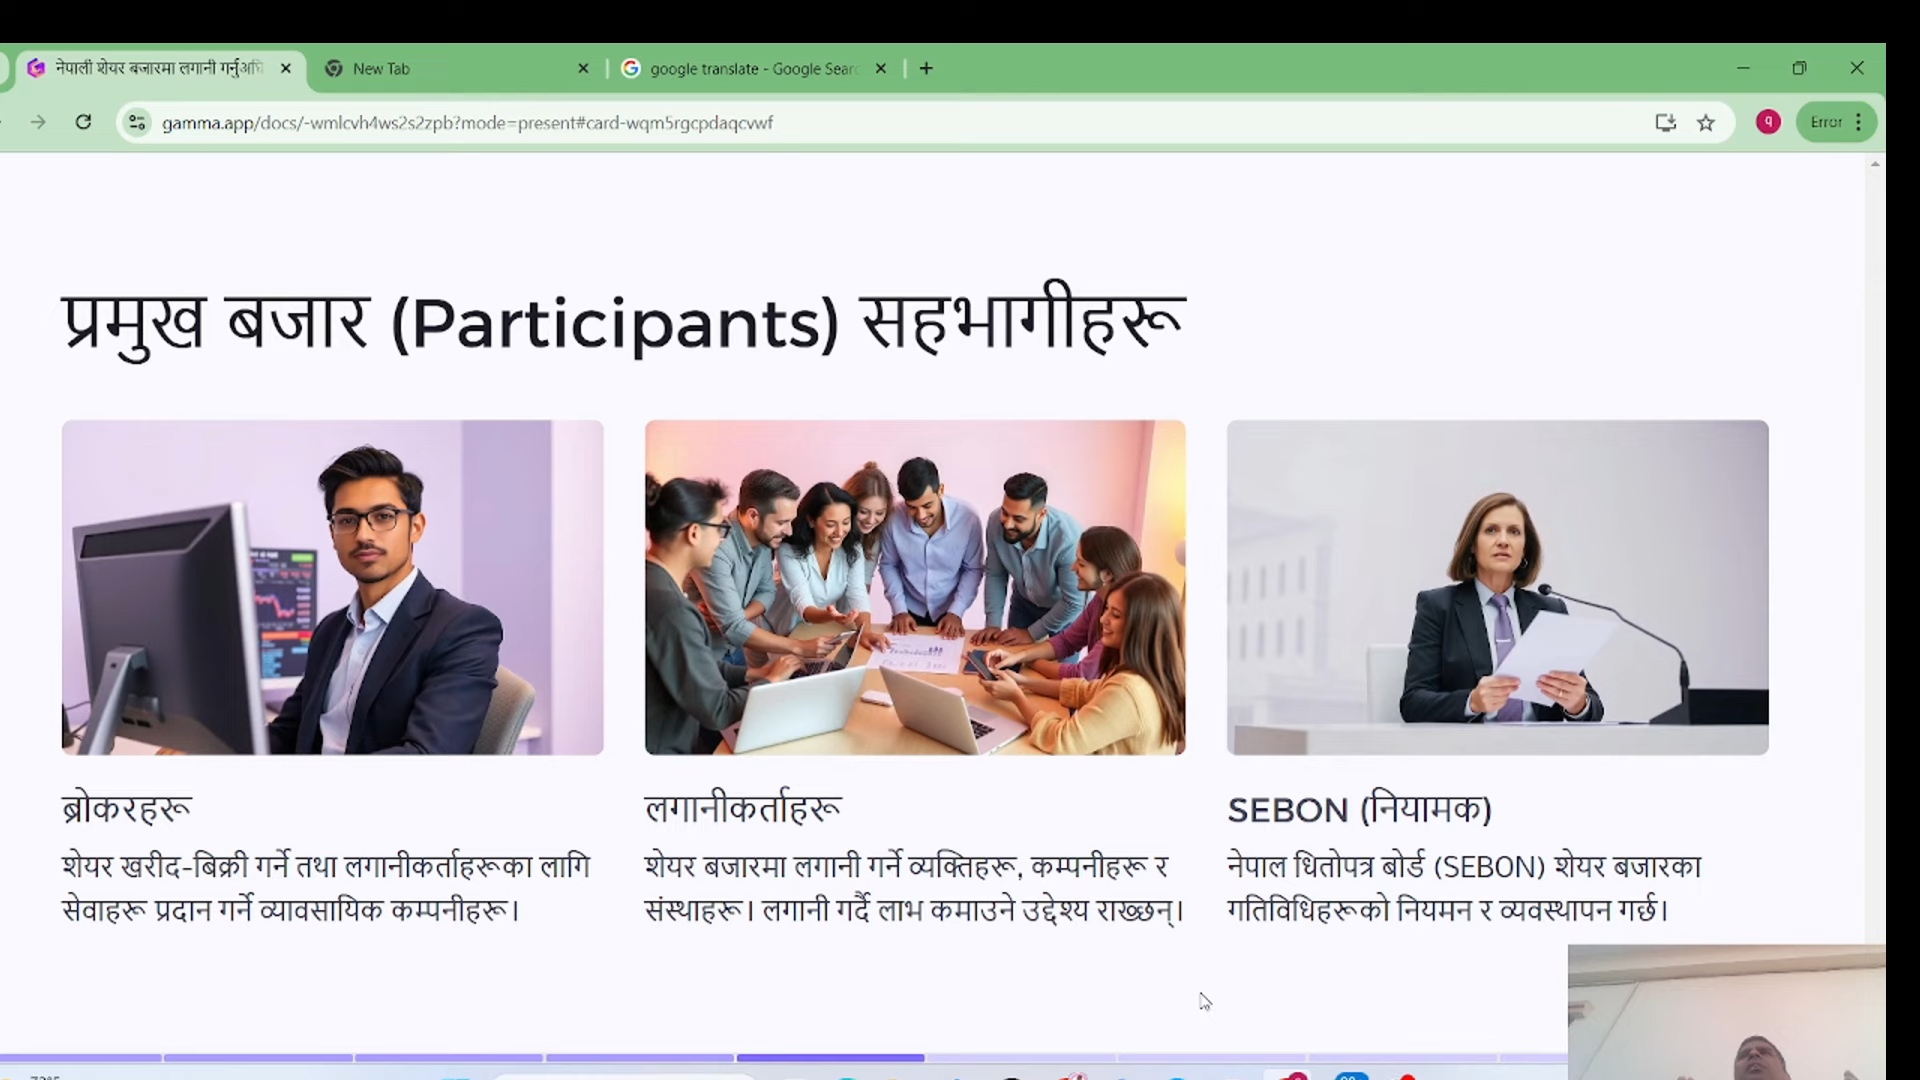 नेपाली शेयर बजारमा लगानी गर्नुअघि
New Tab
google translate - Google Sear
gamma.app/docs/-wmlcvh4ws2s2zpb?mode=present#card-wqm5rgcpdaqcvwf
q
Error
प्रमुख बजार (Participants) सहभागीहरू
ब्रोकरहरू
शेयर खरीद-बिक्री गर्ने तथा लगानीकर्ताहरूका लागि
सेवाहरू प्रदान गर्ने व्यावसायिक कम्पनीहरू।
लगानीकर्ताहरू
शेयर बजारमा लगानी गर्ने व्यक्तिहरू, कम्पनीहरू र
संस्थाहरू। लगानी गर्दै लाभ कमाउने उद्देश्य राख्छन्।
SEBON (नियामक)
नेपाल धितोपत्र बोर्ड (SEBON) शेयर बजारका
गतिविधिहरूको नियमन र व्यवस्थापन गर्छ।